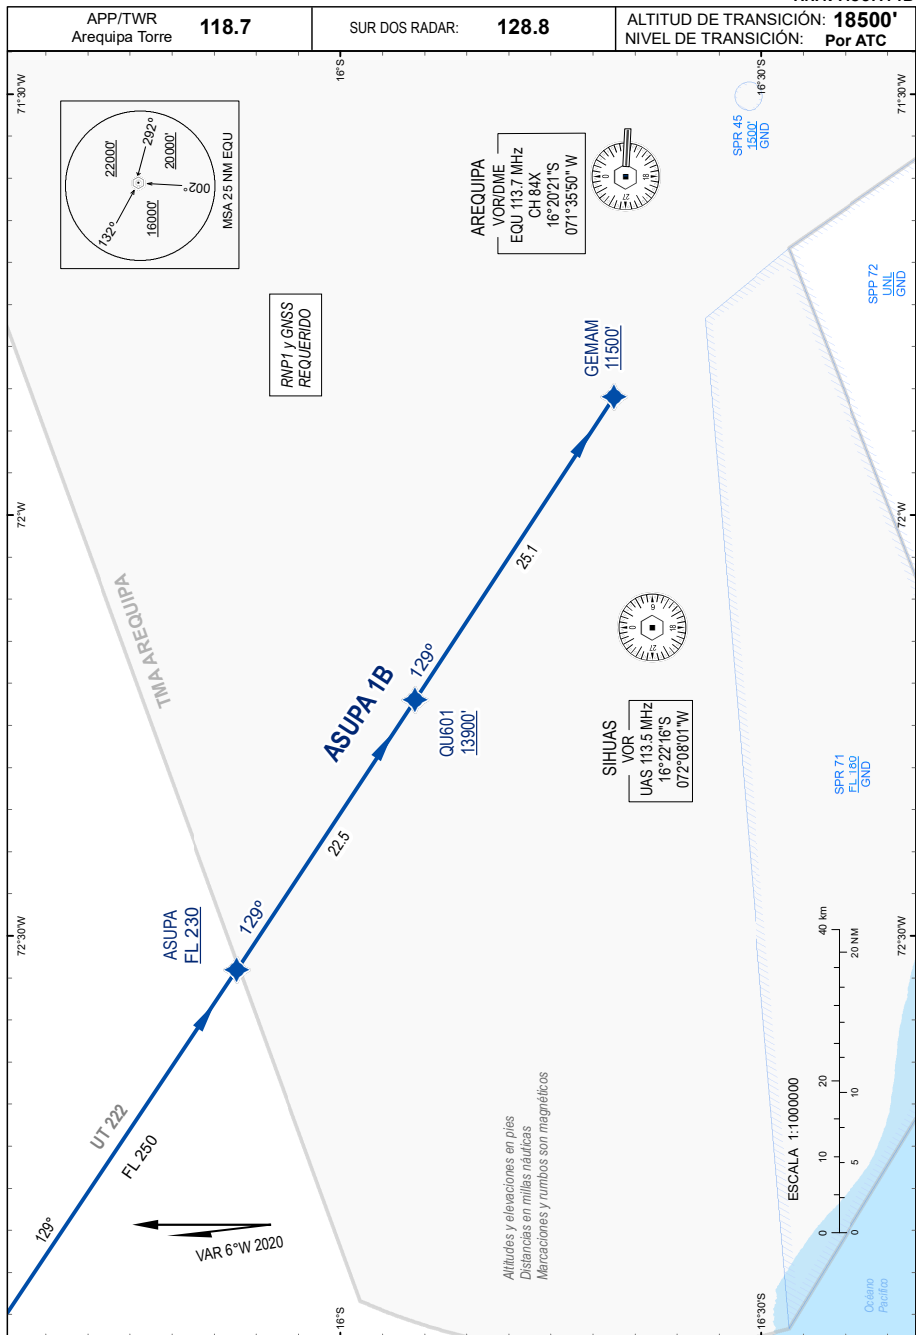 APP/TWR
Arequipa Torre
118.7
SUR DOS RADAR:
128.8
ALTITUD DE TRANSICIÓN: 18500'
NIVEL DE TRANSICIÓN: Por ATC
16°S
16°30'S
71°30'W
71°30'W
22000'
292°
20000'
002°
16000'
132°
MSA 25 NM EQU
RNP1 y GNSS
REQUERIDO
AREQUIPA
VOR/DME
EQU 113.7 MHz
CH 84X
16°20'21"S
071°35'50" W
0
18
27
SPR 45
1500'
GND
SPP 72
UNL
GND
GEMAM
11500'
72°W
72°W
TMA AREQUIPA
25.1
129°
ASUPA 1B
QU601
13900'
0
9
18
27
SIHUAS
VOR
UAS 113.5 MHz
16°22'16"S
072°08'01"W
SPR 71
FL 180
GND
22.5
129°
ASUPA
FL 230
72°30'W
72°30'W
UT 222
FL 250
129°
VAR 6°W 2020
Altitudes y elevaciones en pies
Distancias en millas náuticas
Marcaciones y rumbos son magnéticos
ESCALA 1:1000000
0
10
20
40 km
0
5
10
20 NM
Océano
Pacífico
16°S
16°30'S